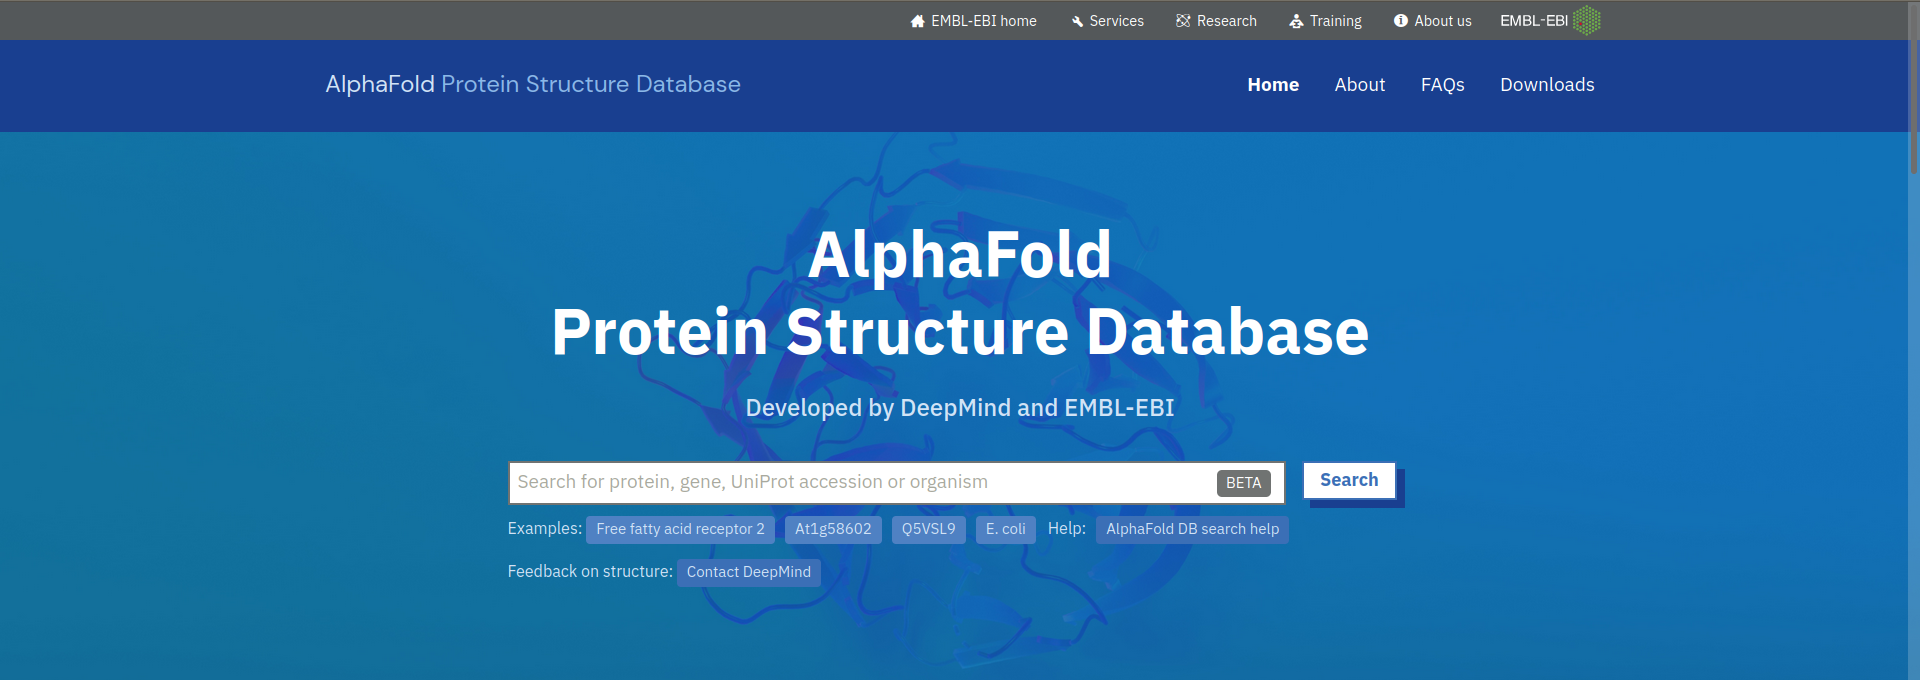 EMBL-EBI home Services Research Training About us EMBL-EBI
AlphaFold Protein Structure Database Home About FAQs Downloads
AlphaFold
Protein Structure Database
Developed by DeepMind and EMBL-EBI
Search for protein, gene, UniProt accession or organism BETA Search
Examples: Free fatty acid receptor 2 At1g58602 Q5VSL9 E. coli Help: AlphaFold DB search help
Feedback on structure: Contact DeepMind